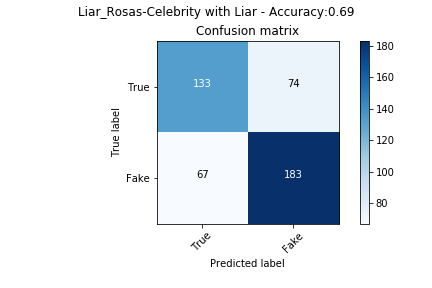 Liar_Rosas-Celebrity with Liar - Accuracy:0.69
Confusion matrix
True label
True
133
74
Fake
67
183
True
Fake
Predicted label
180
160
140
120
100
80